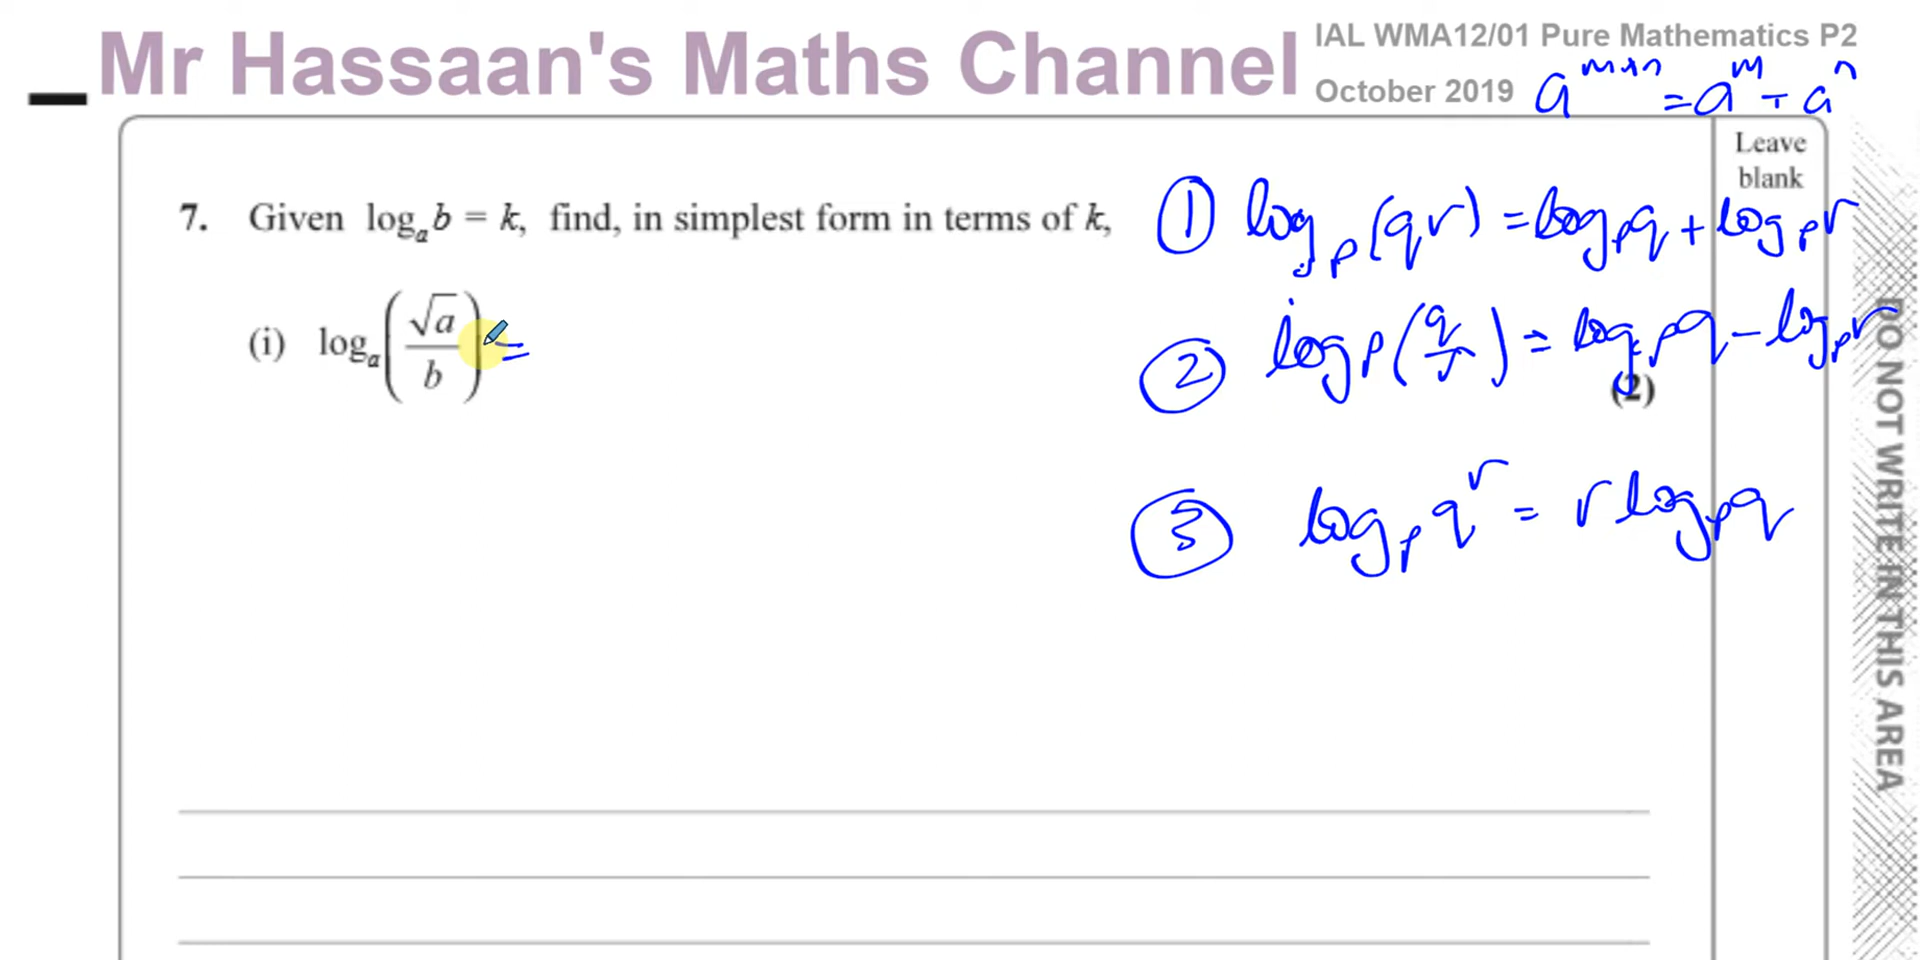 Mr Hassaan's Maths Channel
IAL WMA12/01 Pure Mathematics P2
October 2019
a^{m+n} = a^m + a^n
Leave
blank
7. Given log_a b = k, find, in simplest form in terms of k,
① log_p (qr) = log_p q + log_p r
(i) log_a (√a / b) =
② log_p (q/r) = log_p q − log_p r
(2)
③ log_p q^r = r log_p q
DO NOT WRITE IN THIS AREA